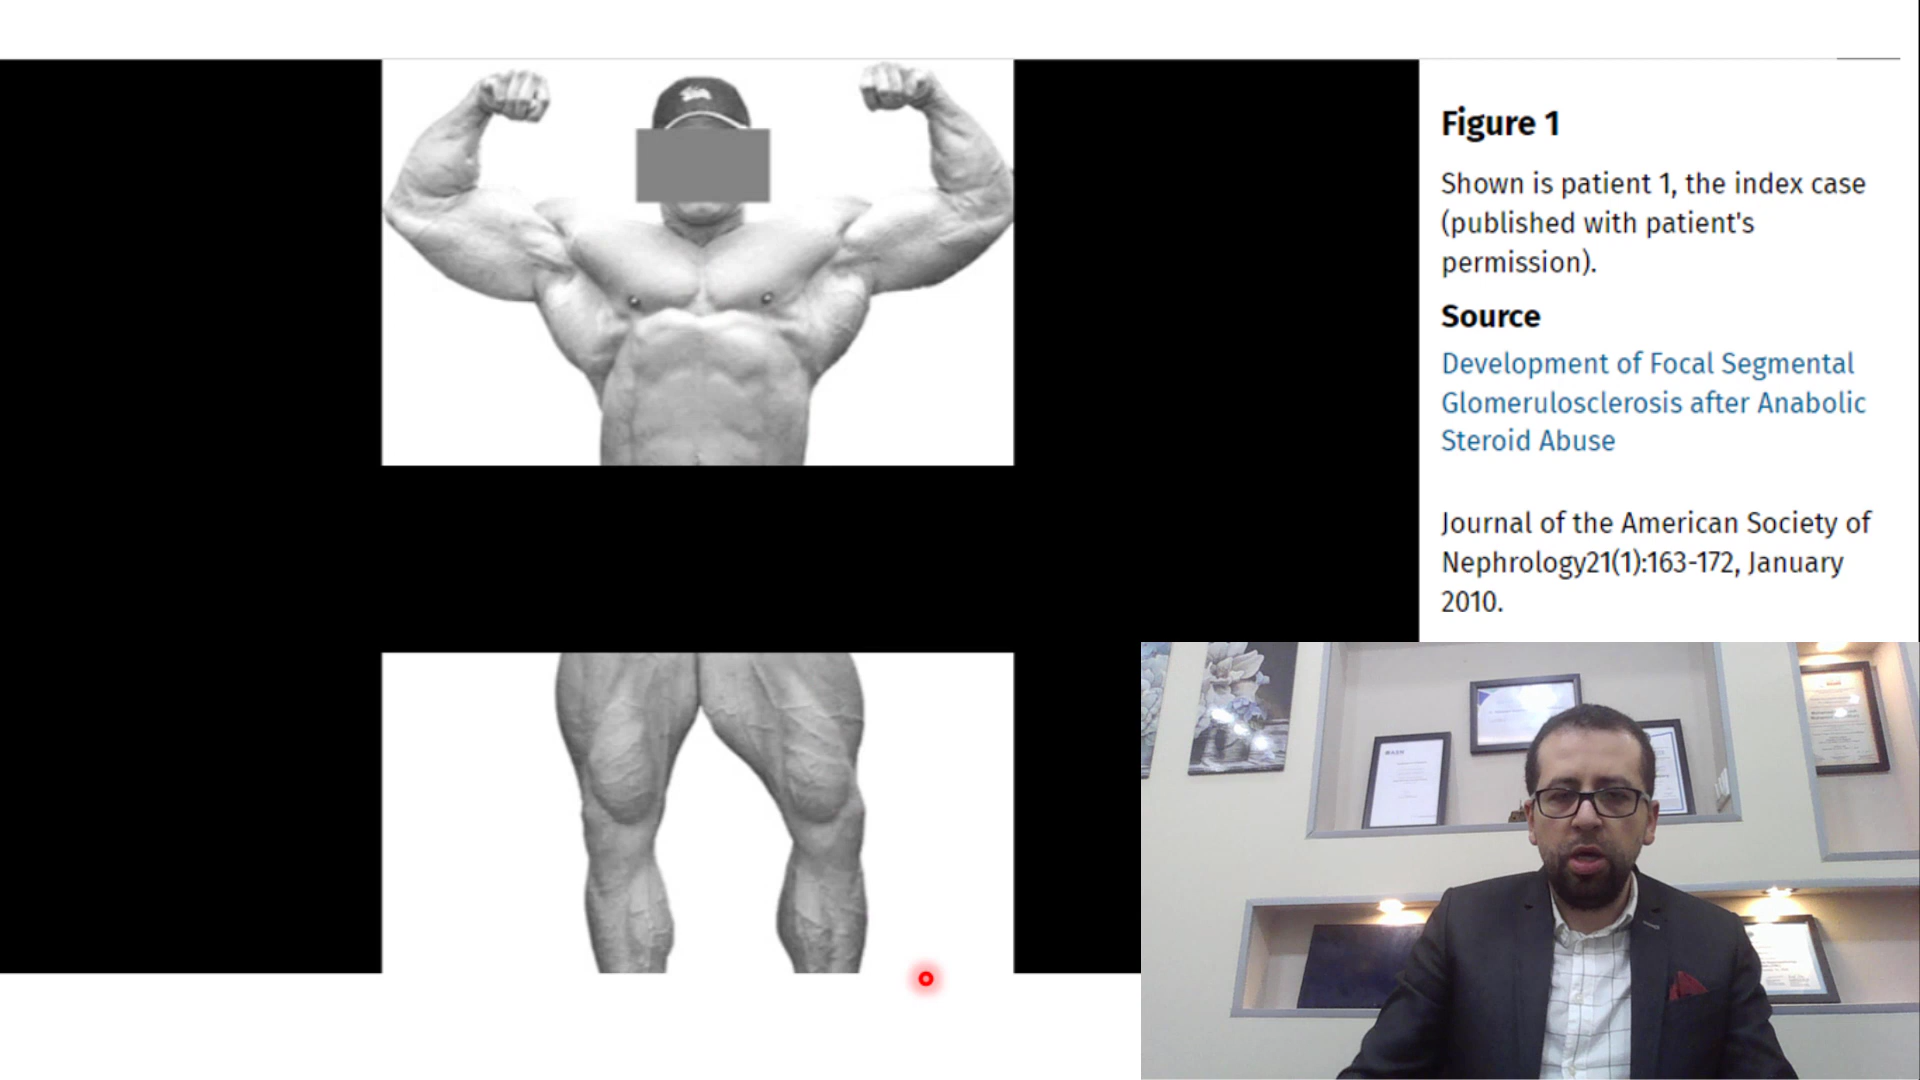 Figure 1
Shown is patient 1, the index case
(published with patient's
permission).
Source
Development of Focal Segmental
Glomerulosclerosis after Anabolic
Steroid Abuse
Journal of the American Society of
Nephrology21(1):163-172, January
2010.